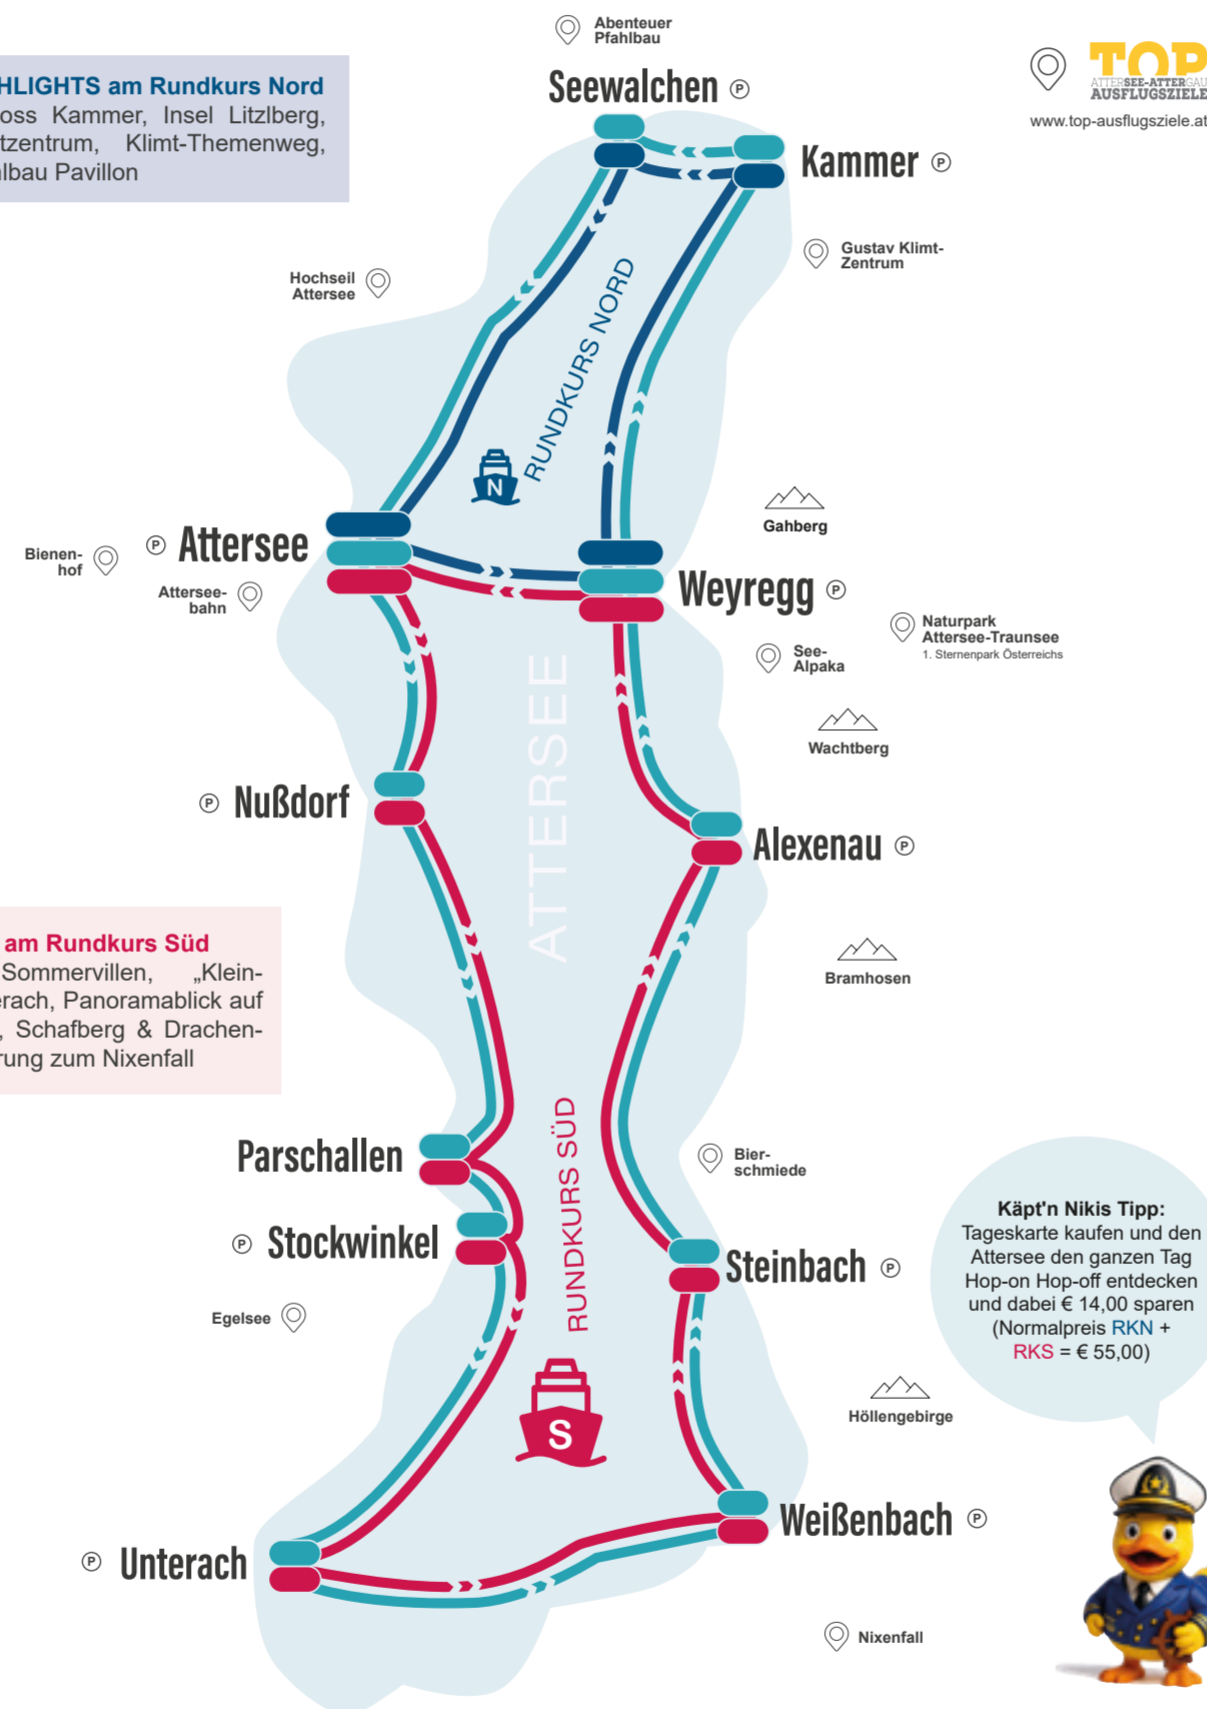 Abenteuer
Pfahlbau
Seewalchen P
TOP
ATTERSEE-ATTERGAU
AUSFLUGSZIELE
www.top-ausflugsziele.at
HLIGHTS am Rundkurs Nord
oss Kammer, Insel Litzlberg,
tzentrum, Klimt-Themenweg,
lbau Pavillon
Kammer P
Gustav Klimt-
Zentrum
Hochseil
Attersee
RUNDKURS NORD
N
Gahberg
P Attersee
Bienen-
hof
Attersee-
bahn
Weyregg P
Naturpark
Attersee-Traunsee
1. Sternenpark Österreichs
See-
Alpaka
Wachtberg
ATTERSEE
P Nußdorf
Alexenau P
am Rundkurs Süd
Sommervillen, „Klein-
erach, Panoramablick auf
, Schafberg & Drachen-
rung zum Nixenfall
Bramhosen
RUNDKURS SÜD
Parschallen
Bier-
schmiede
P Stockwinkel
Steinbach P
Käpt'n Nikis Tipp:
Tageskarte kaufen und den
Attersee den ganzen Tag
Hop-on Hop-off entdecken
und dabei € 14,00 sparen
(Normalpreis RKN +
RKS = € 55,00)
Egelsee
S
Höllengebirge
Weißenbach P
P Unterach
Nixenfall